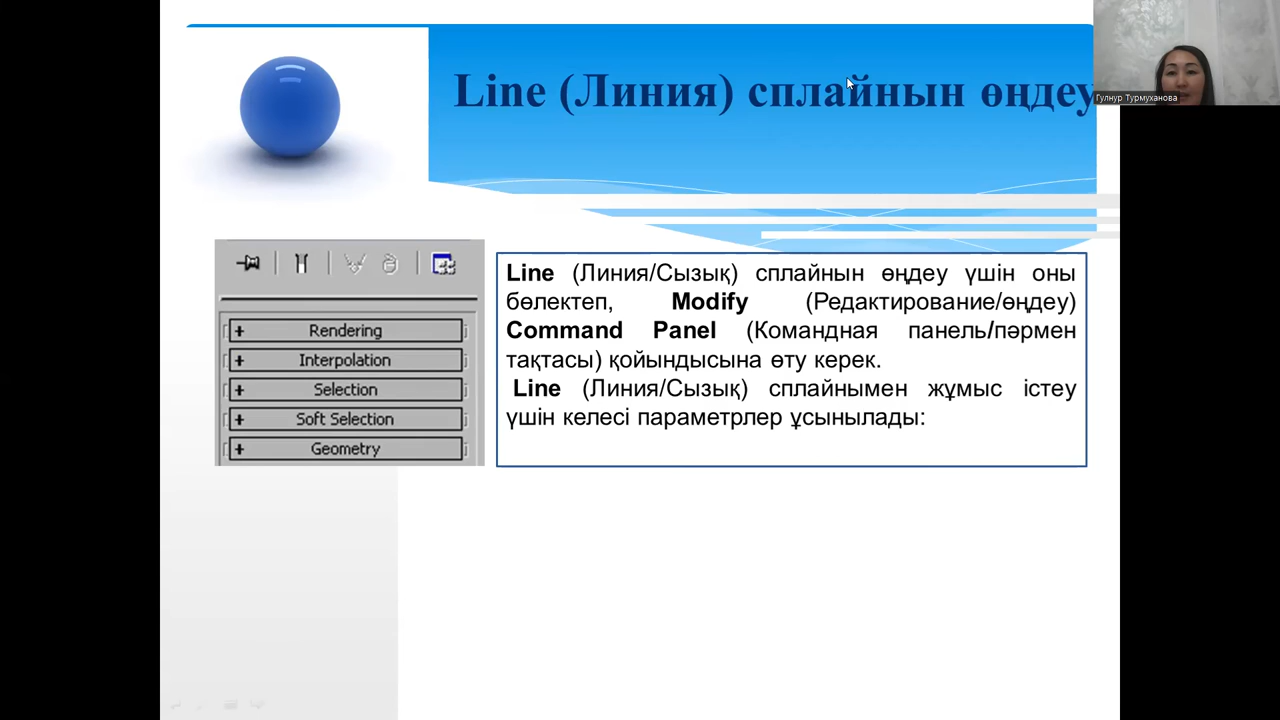 Line (Линия) сплайнын өңдеу
Гулнур Турмуханова
Rendering
Interpolation
Selection
Soft Selection
Geometry
Line (Линия/Сызық) сплайнын өңдеу үшін оны
бөлектеп, Modify (Редактирование/өңдеу)
Command Panel (Командная панель/пәрмен
тақтасы) қойындысына өту керек.
Line (Линия/Сызық) сплайнымен жұмыс істеу
үшін келесі параметрлер ұсынылады: